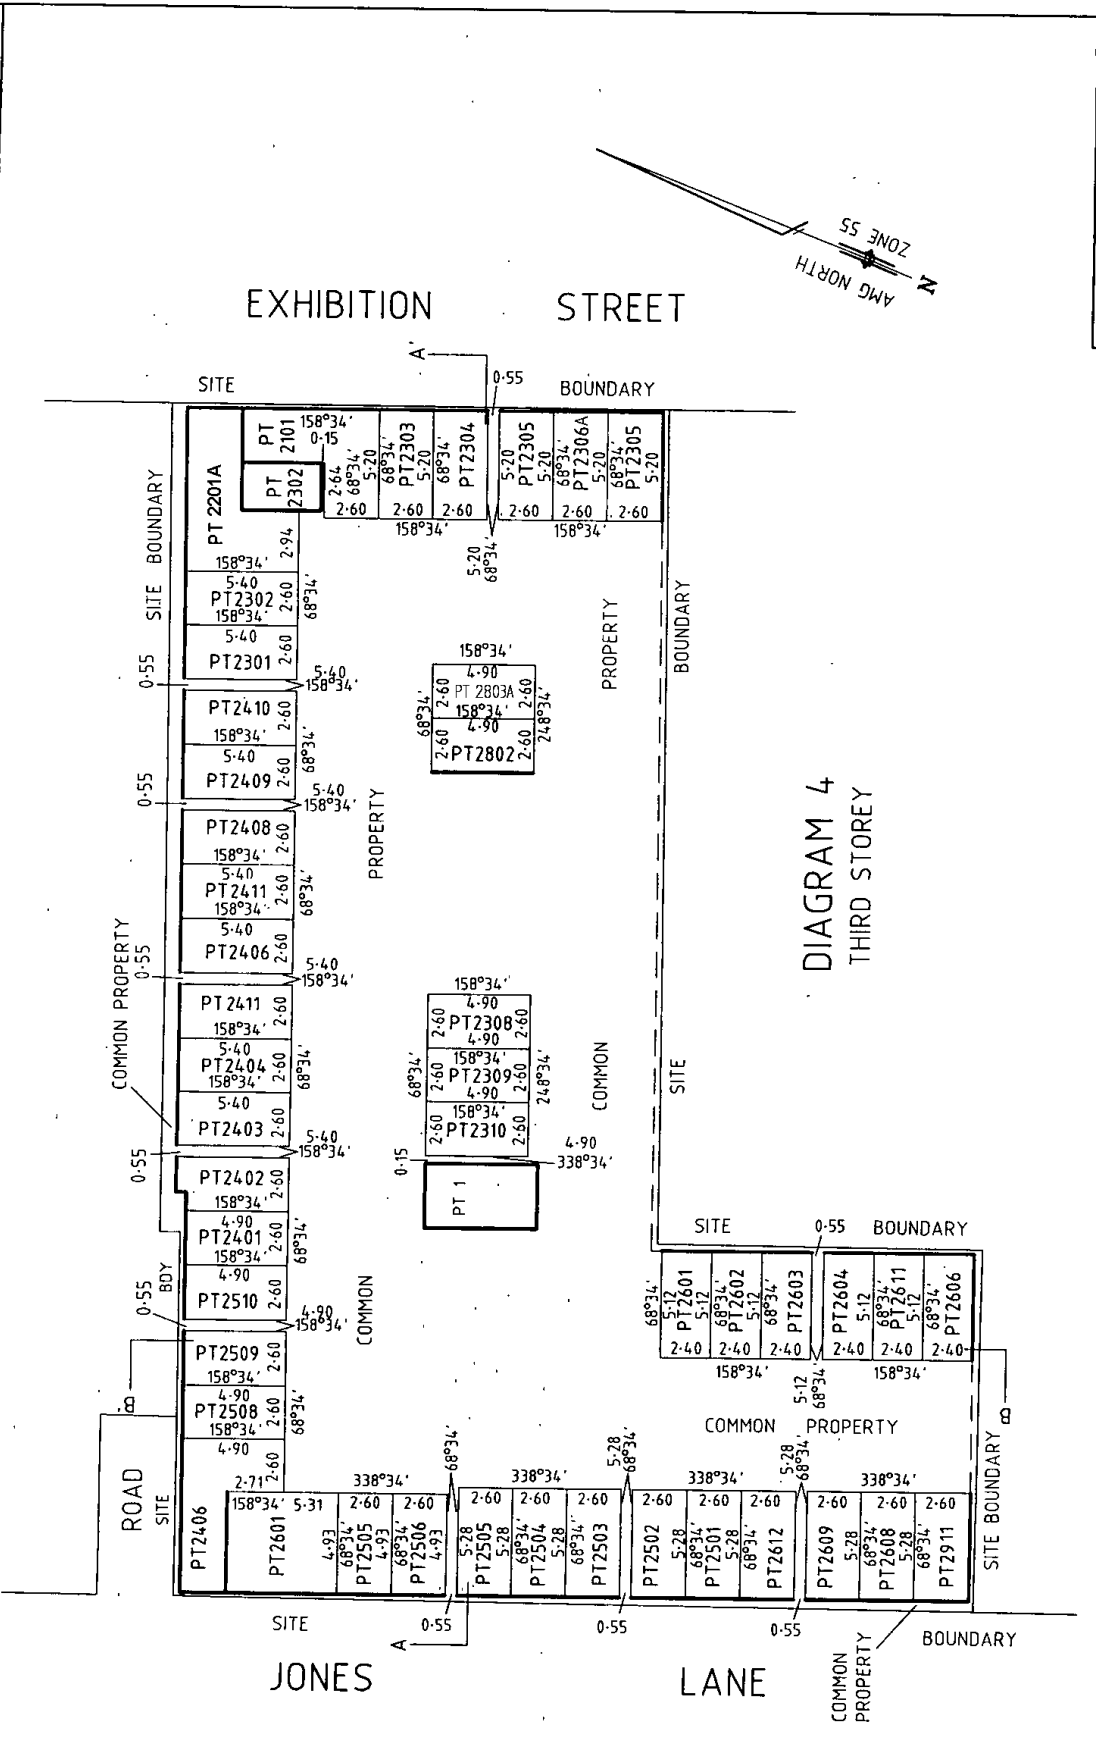 ZONE 55
AMG NORTH
N
EXHIBITION STREET
A'
SITE
0·55
BOUNDARY
SITE BOUNDARY
PT 2201A
PT
2101
158°34'
0·15
PT
2302
2·64
68°34'
5·20
PT2303
68°34'
5·20
PT2304
68°34'
5·20
PT2305
5·20
PT2306A
68°34'
5·20
PT2305
68°34'
5·20
2·60
2·60
2·60
2·60
2·60
2·60
158°34'
158°34'
5·20
68°34'
2·94
158°34'
5·40
PT2302
2·60
158°34'
68°34'
5·40
PT2301
2·60
0·55
5·40
158°34'
PT2410
2·60
158°34'
68°34'
5·40
PT2409
2·60
0·55
5·40
158°34'
PT2408
2·60
158°34'
5·40
PT2411
2·60
158°34'
68°34'
5·40
PT2406
2·60
0·55
5·40
158°34'
PT2411
2·60
158°34'
5·40
PT2404
2·60
158°34'
68°34'
5·40
PT2403
2·60
0·55
5·40
158°34'
PT2402
2·60
158°34'
4·90
PT2401
2·60
158°34'
68°34'
4·90
PT2510
2·60
0·55
4·90
158°34'
PT2509
2·60
158°34'
4·90
PT2508
2·60
158°34'
68°34'
4·90
2·60
2·71
COMMON PROPERTY
BDY
B'
ROAD
SITE
158°34'
4·90
2·60
PT 2803A
2·60
158°34'
68°34'
248°34'
4·90
2·60
PT2802
2·60
PROPERTY
BOUNDARY
PROPERTY
DIAGRAM 4
THIRD STOREY
158°34'
4·90
2·60
PT2308
2·60
4·90
158°34'
68°34'
2·60
PT2309
2·60
248°34'
4·90
158°34'
2·60
PT2310
2·60
4·90
338°34'
0·15
PT 1
COMMON
SITE
COMMON
SITE
0·55
BOUNDARY
68°34'
5·12
PT2601
5·12
68°34'
PT2602
5·12
68°34'
PT2603
PT2604
5·12
68°34'
PT2611
5·12
68°34'
PT2606
2·40
2·40
2·40
2·40
2·40
2·40
158°34'
158°34'
5·12
68°34'
B
COMMON PROPERTY
SITE BOUNDARY
PT2406
158°34'
5·31
PT2601
338°34'
2·60
2·60
4·93
68°34'
PT2505
4·93
68°34'
PT2506
4·93
68°34'
338°34'
2·60
2·60
2·60
5·28
PT2505
5·28
68°34'
PT2504
5·28
68°34'
PT2503
5·28
68°34'
338°34'
2·60
2·60
2·60
PT2502
5·28
68°34'
PT2501
5·28
68°34'
PT2612
5·28
68°34'
338°34'
2·60
2·60
2·60
PT2609
5·28
68°34'
PT2608
5·28
68°34'
PT2911
SITE
0·55
0·55
0·55
BOUNDARY
A
JONES LANE
COMMON
PROPERTY